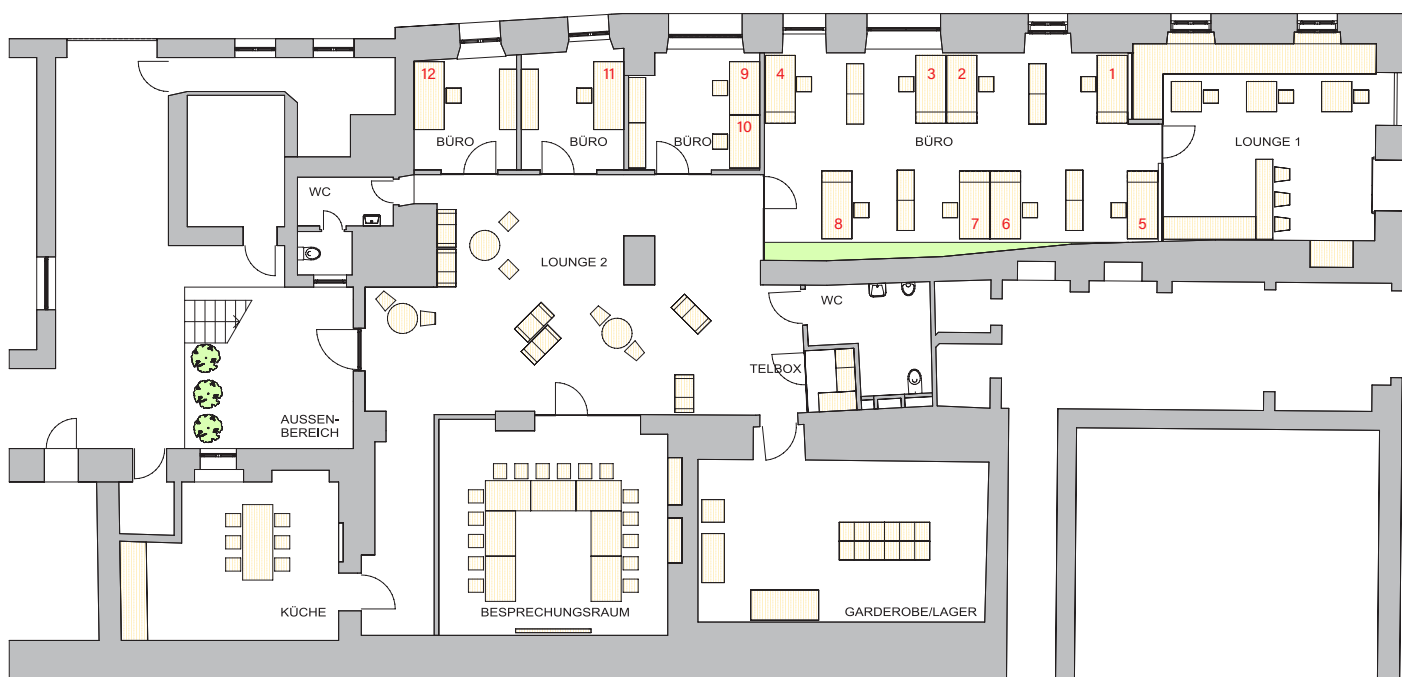 12
11
9
4
3
2
1
10
BÜRO
BÜRO
BÜRO
BÜRO
LOUNGE 1
WC
8
7
6
5
LOUNGE 2
WC
TELBOX
AUSSEN-
BEREICH
KÜCHE
BESPRECHUNGSRAUM
GARDEROBE/LAGER